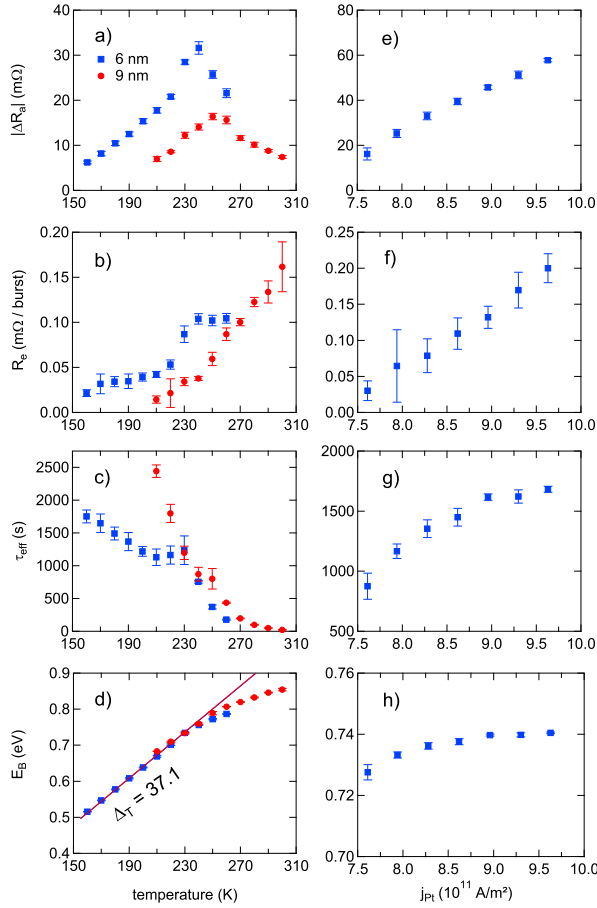 a)
6 nm
9 nm
|ΔRa| (mΩ)
40
30
20
10
0
150 190 230 270 310
e)
80
60
40
20
0
7.5 8.0 8.5 9.0 9.5 10.0
b)
Re (mΩ / burst)
0.20
0.15
0.10
0.05
0.00
150 190 230 270 310
f)
0.25
0.20
0.15
0.10
0.05
0.00
7.5 8.0 8.5 9.0 9.5 10.0
c)
τeff (s)
2500
2000
1500
1000
500
0
150 190 230 270 310
g)
2000
1500
1000
500
7.5 8.0 8.5 9.0 9.5 10.0
d)
EB (eV)
0.9
0.8
0.7
0.6
0.5
0.4
ΔT = 37.1
150 190 230 270 310
temperature (K)
h)
0.76
0.74
0.72
0.70
7.5 8.0 8.5 9.0 9.5 10.0
jPt (10¹¹ A/m²)